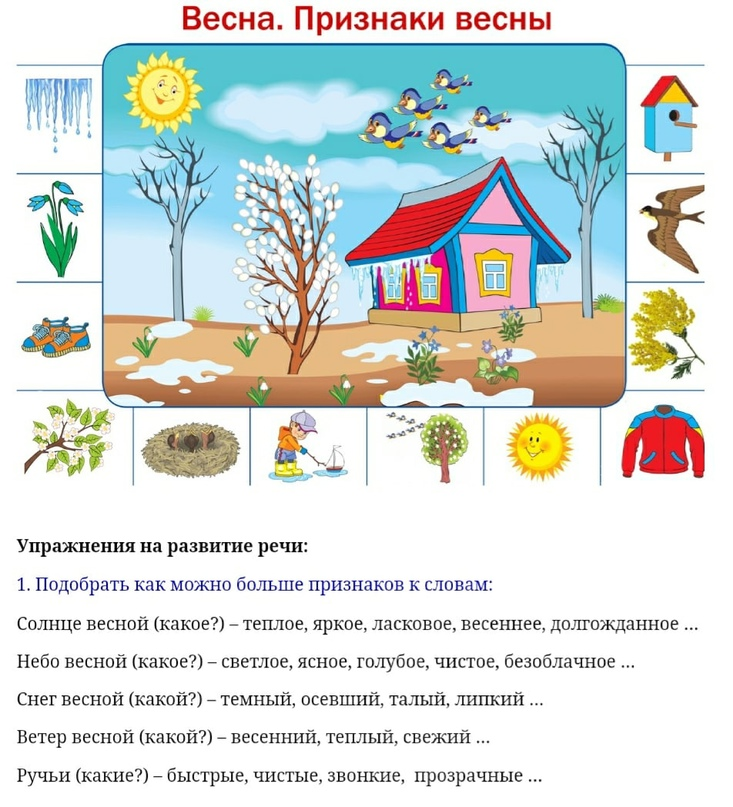 Весна. Признаки весны
Упражнения на развитие речи:
1. Подобрать как можно больше признаков к словам:
Солнце весной (какое?) – теплое, яркое, ласковое, весеннее, долгожданное ...
Небо весной (какое?) – светлое, ясное, голубое, чистое, безоблачное ...
Снег весной (какой?) – темный, осевший, талый, липкий ...
Ветер весной (какой?) – весенний, теплый, свежий ...
Ручьи (какие?) – быстрые, чистые, звонкие, прозрачные ...